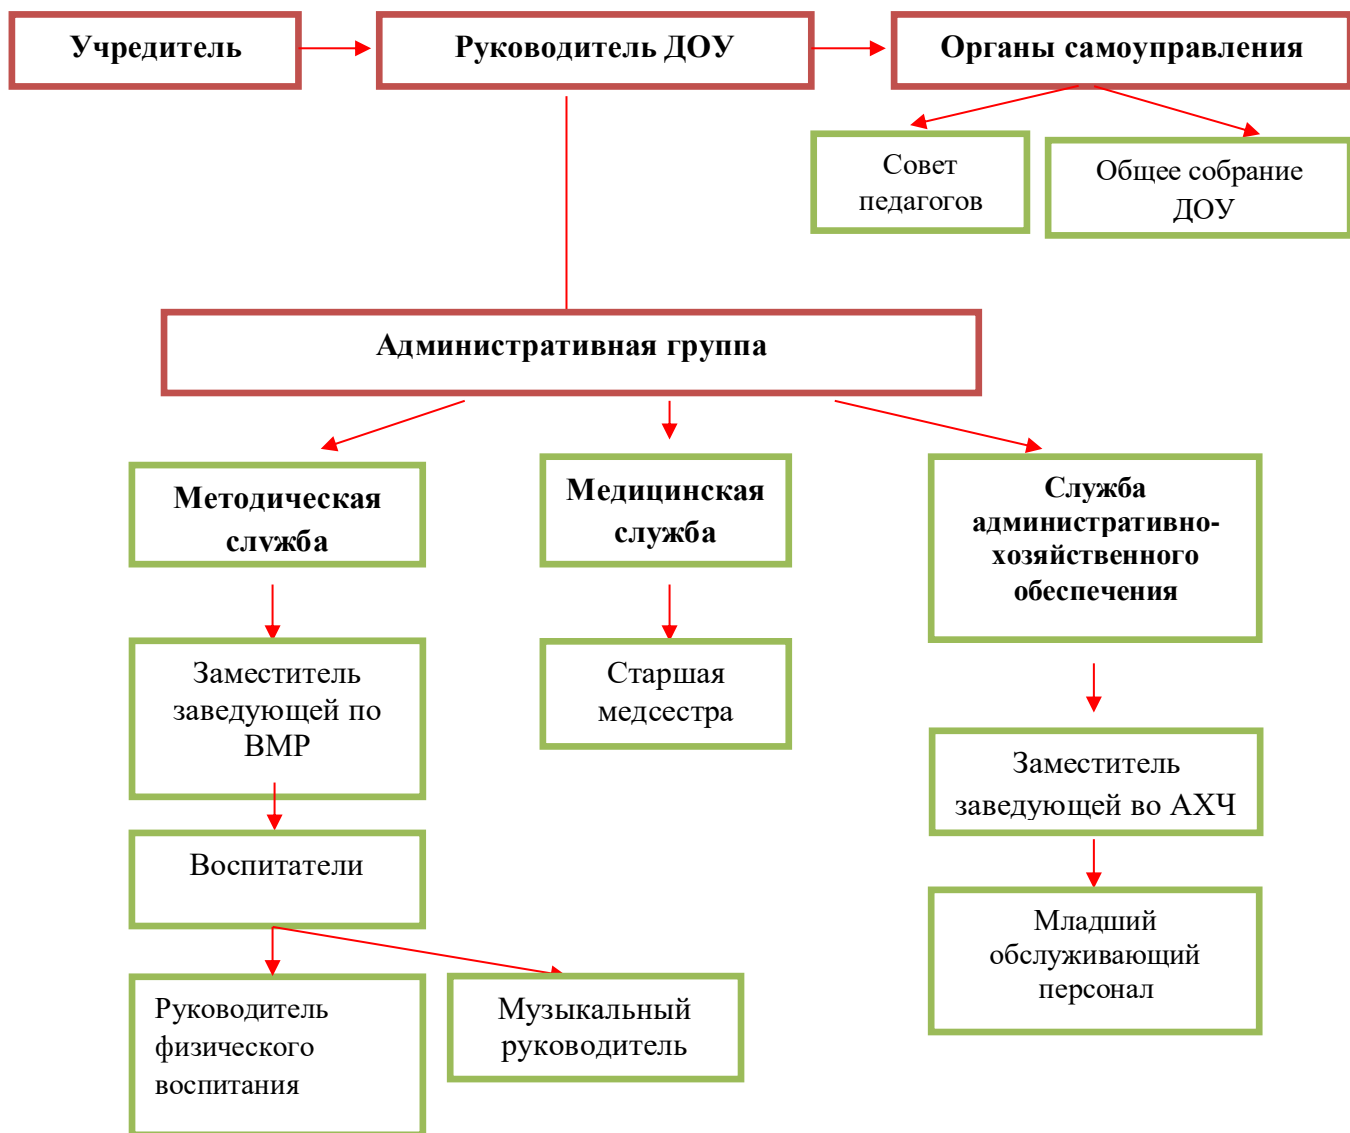 Учредитель
Руководитель ДОУ
Органы самоуправления
Совет
педагогов
Общее собрание
ДОУ
Административная группа
Методическая
служба
Медицинская
служба
Служба
административно-
хозяйственного
обеспечения
Заместитель
заведующей по
ВМР
Старшая
медсестра
Заместитель
заведующей во АХЧ
Воспитатели
Младший
обслуживающий
персонал
Руководитель
физического
воспитания
Музыкальный
руководитель